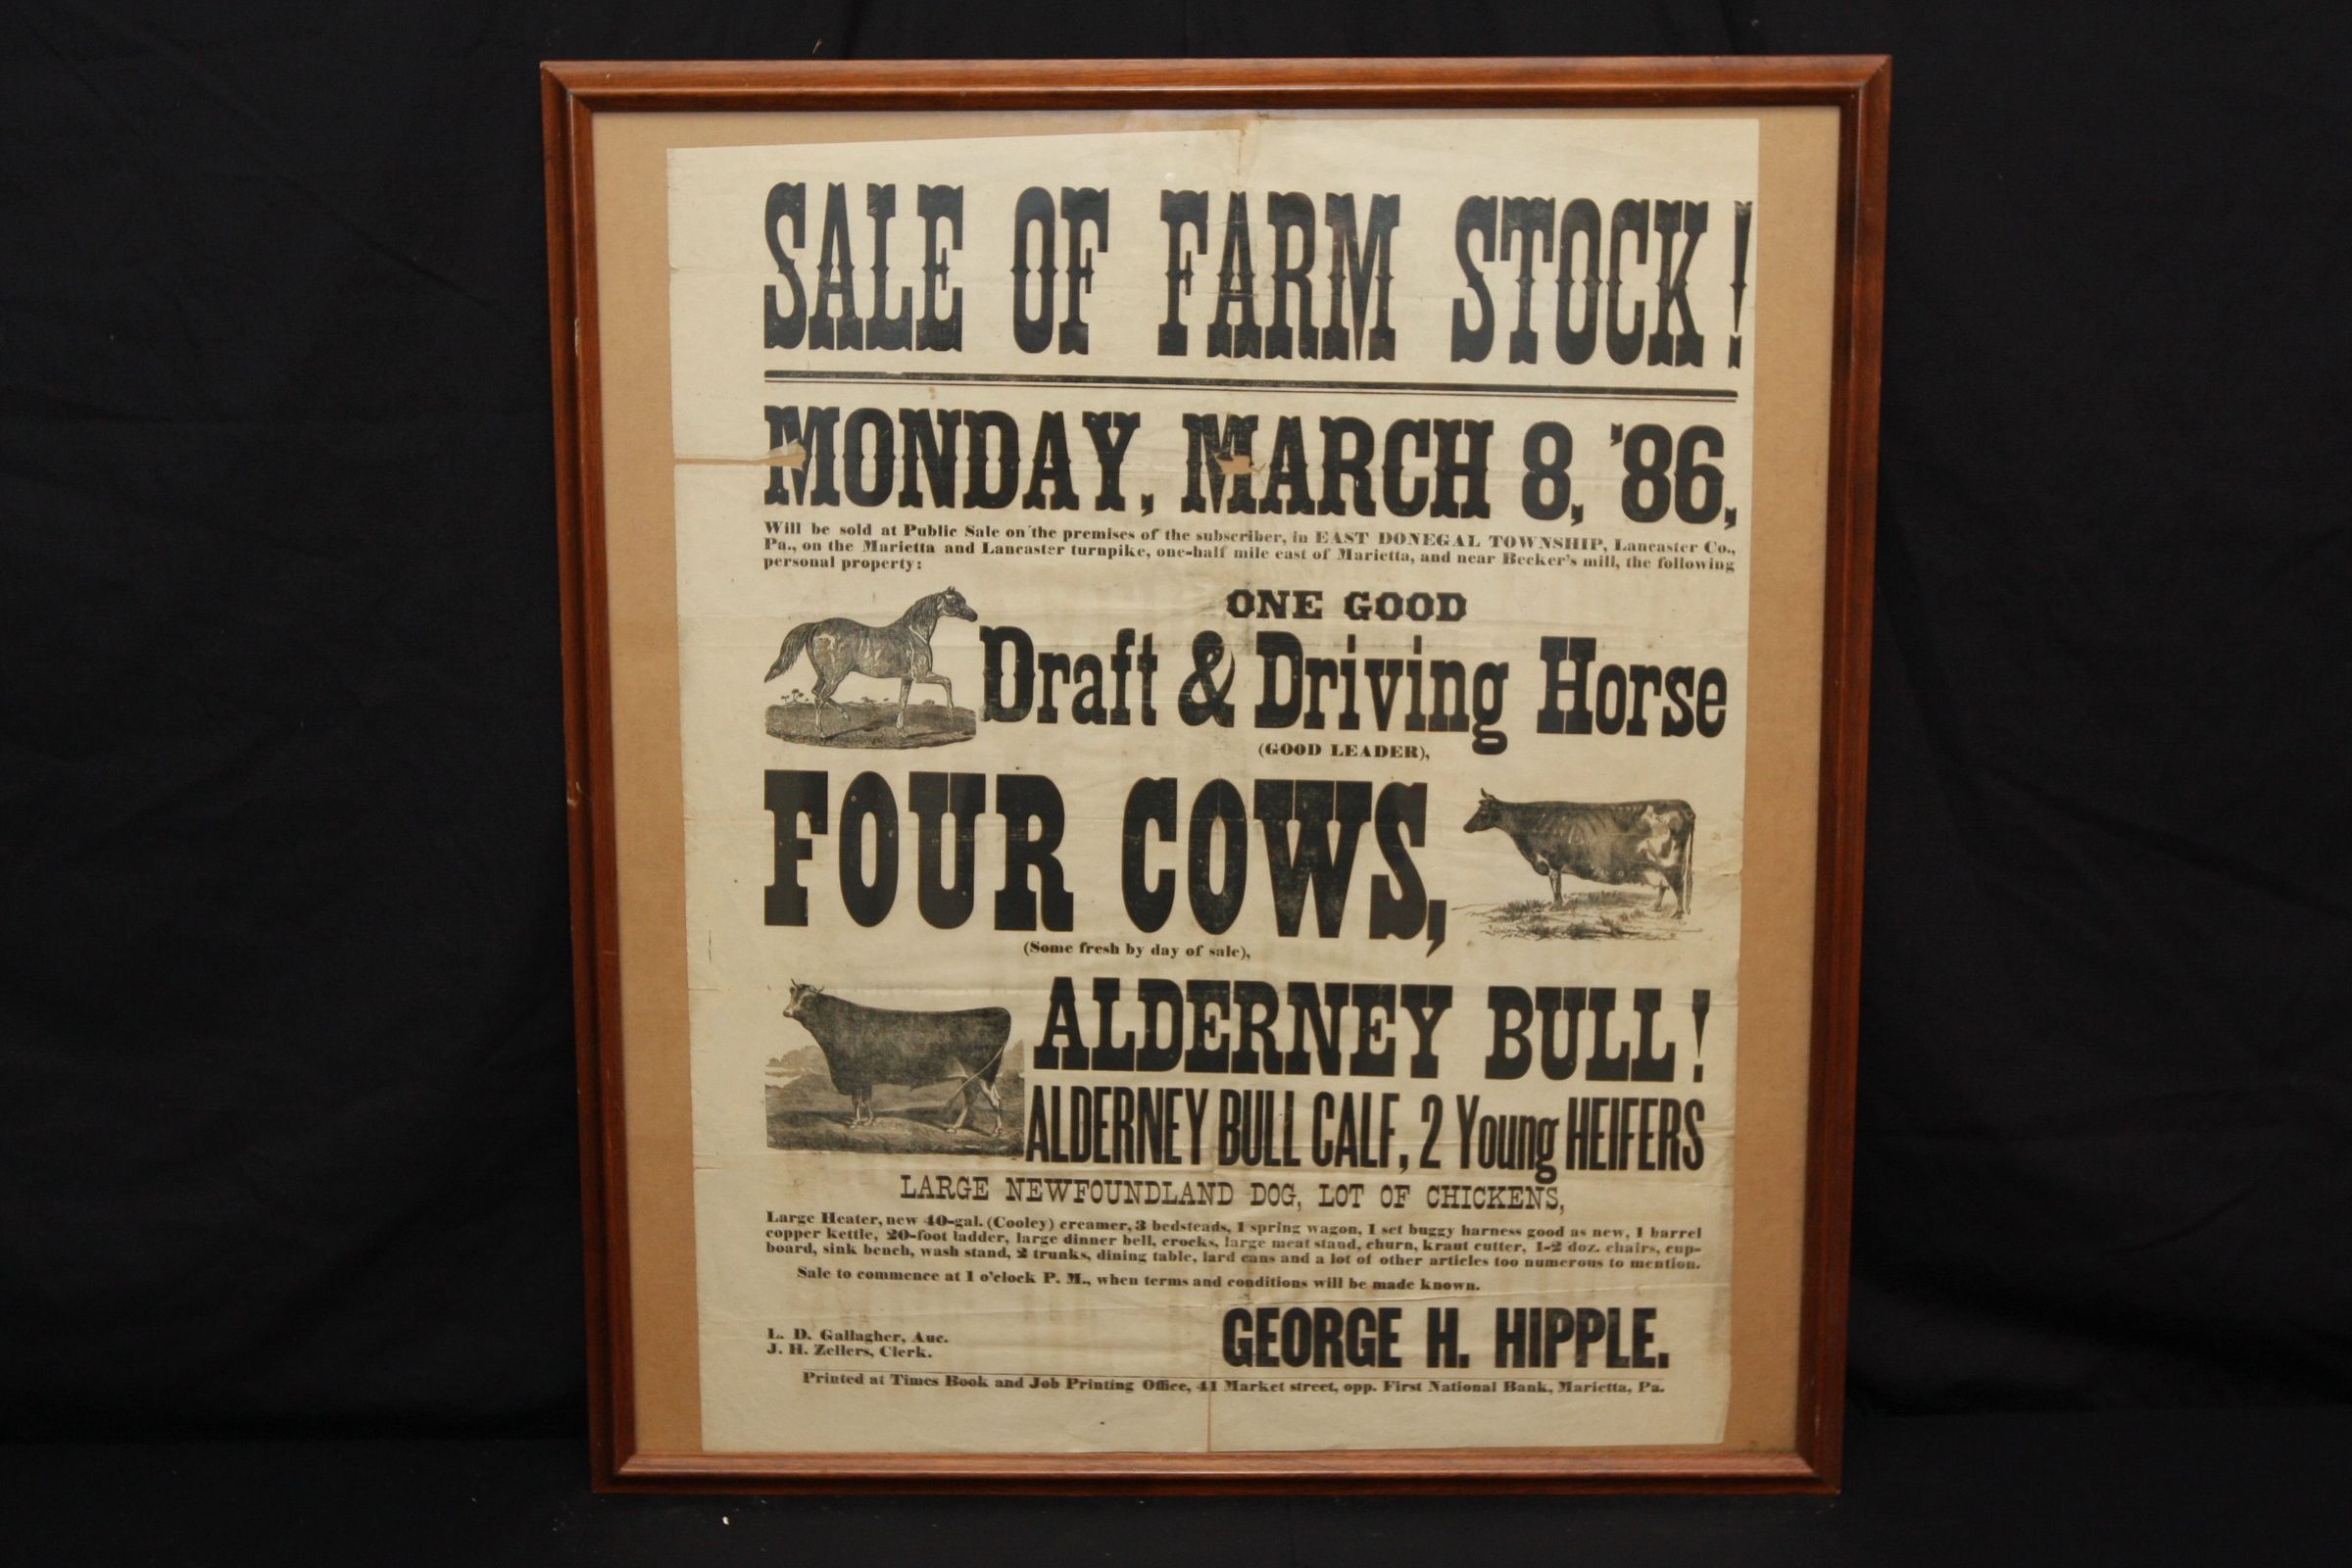 SALE OF FARM STOCK!
MONDAY, MARCH 8, '86,
Will be sold at Public Sale on the premises of the subscriber, in EAST DONEGAL TOWNSHIP, Lancaster Co.,
Pa., on the Marietta and Lancaster turnpike, one-half mile east of Marietta, and near Becker's mill, the following
personal property:
ONE GOOD
Draft & Driving Horse
(GOOD LEADER),
FOUR COWS,
(Some fresh by day of sale),
ALDERNEY BULL!
ALDERNEY BULL CALF, 2 Young HEIFERS
LARGE NEWFOUNDLAND DOG, LOT OF CHICKENS,
Large Heater, new 40-gal. (Cooley) creamer, 3 bedsteads, 1 spring wagon, 1 set buggy harness good as new, 1 barrel
copper kettle, 20-foot ladder, large dinner bell, crocks, large meat stand, churn, kraut cutter, 1-2 doz. chairs, cup-
board, sink bench, wash stand, 2 trunks, dining table, lard cans and a lot of other articles too numerous to mention.
Sale to commence at 1 o'clock P. M., when terms and conditions will be made known.
GEORGE H. HIPPLE.
L. D. Gallagher, Auc.
J. H. Zellers, Clerk.
Printed at Times Book and Job Printing Office, 41 Market street, opp. First National Bank, Marietta, Pa.